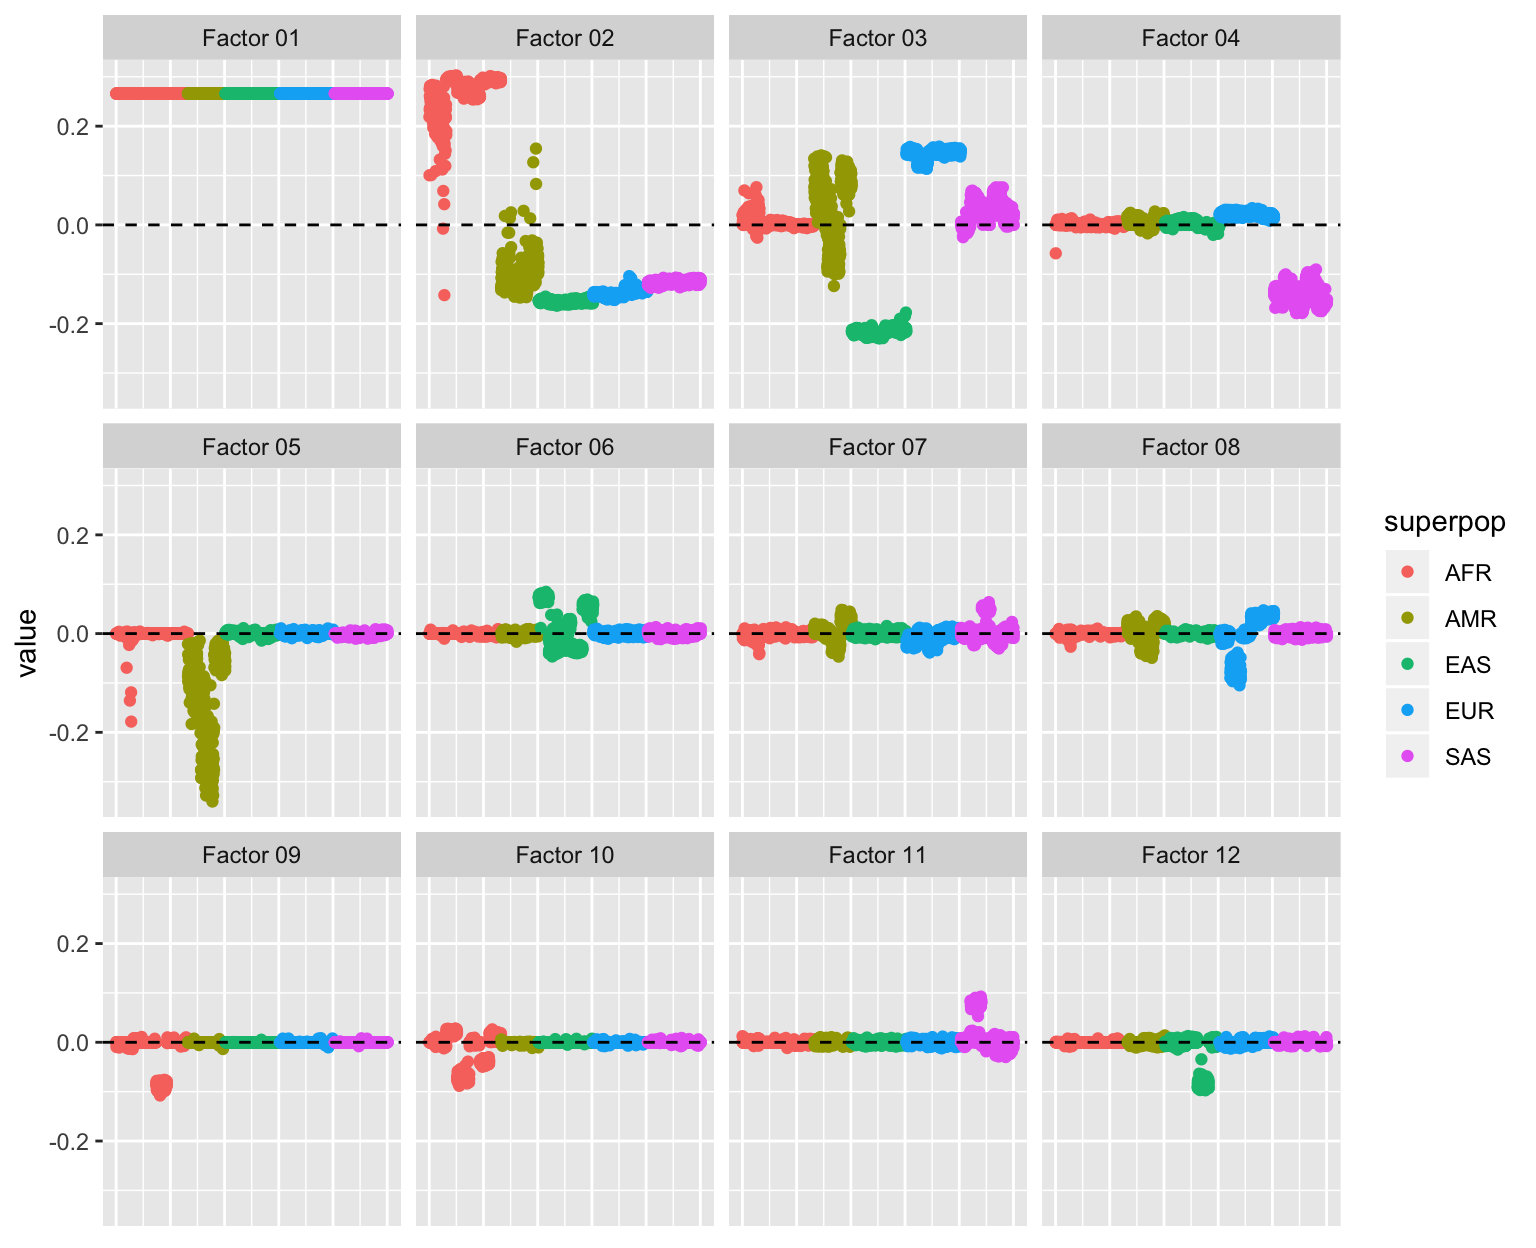 Factor 01
Factor 02
Factor 03
Factor 04
0.2
0.0
-0.2
Factor 05
Factor 06
Factor 07
Factor 08
0.2
0.0
-0.2
Factor 09
Factor 10
Factor 11
Factor 12
0.2
0.0
-0.2
value
superpop
AFR
AMR
EAS
EUR
SAS